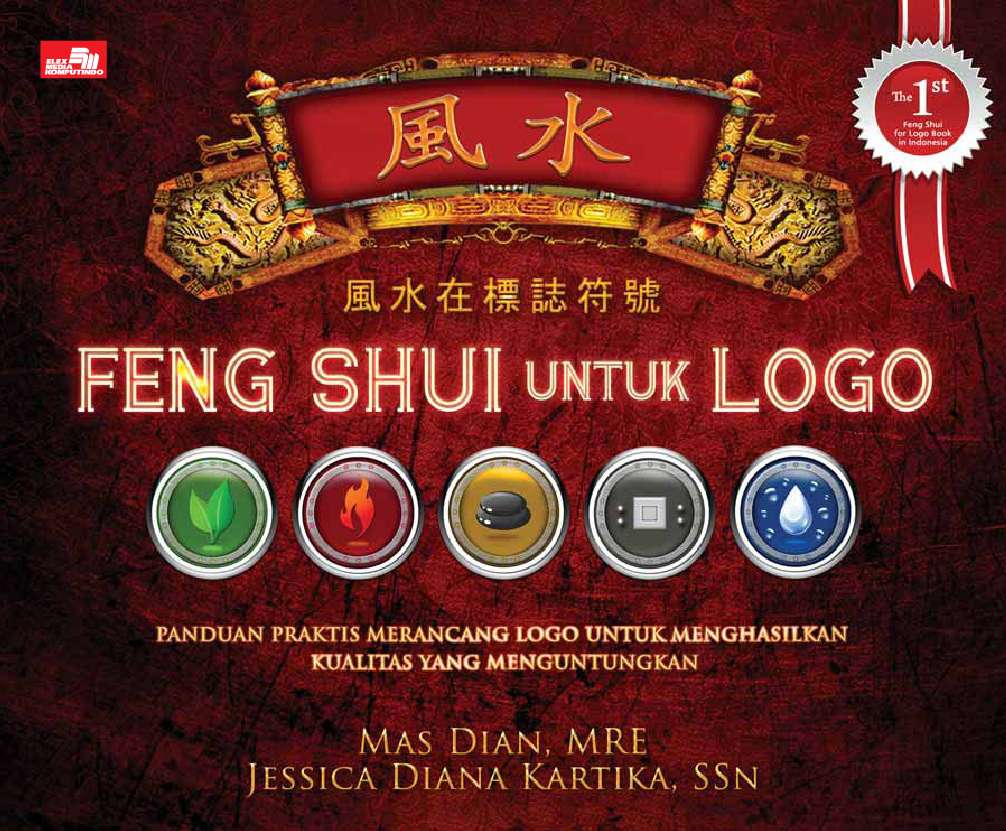 ELEX
MEDIA
KOMPUTINDO
The 1st
Feng Shui
for Logo Book
in Indonesia
風水
風水在標誌符號
FENG SHUI UNTUK LOGO
PANDUAN PRAKTIS MERANCANG LOGO UNTUK MENGHASILKAN
KUALITAS YANG MENGUNTUNGKAN
MAS DIAN, MRE
JESSICA DIANA KARTIKA, SSN